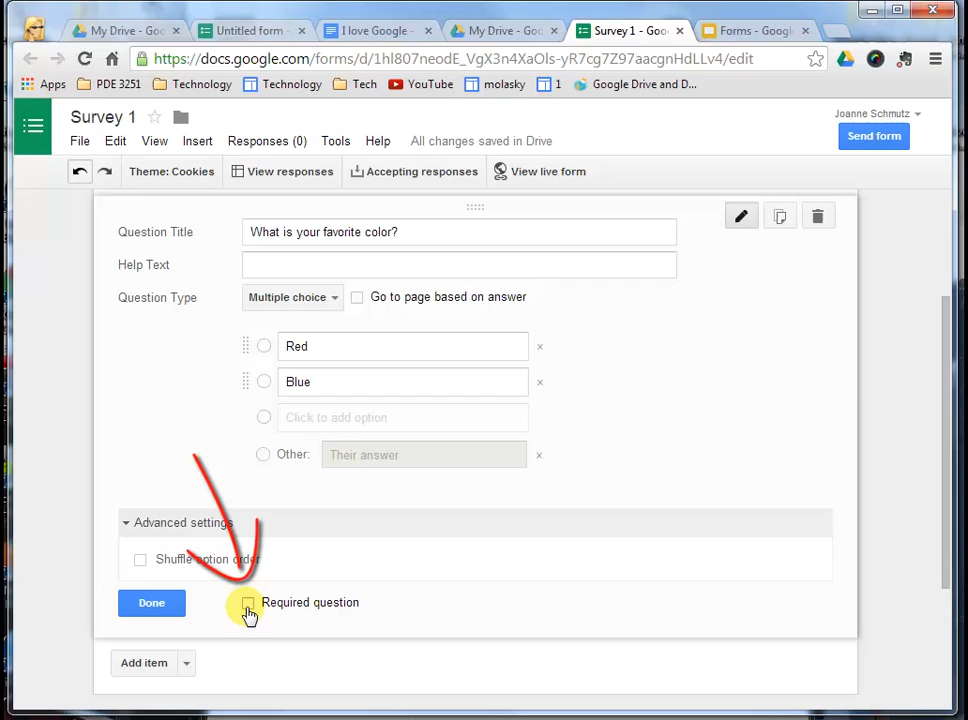 My Drive - Goo
Untitled form -
I love Google -
My Drive - Goo
Survey 1 - Goo
Forms - Google
https://docs.google.com/forms/d/1hl807neodE_VgX3n4XaOls-yR7cg7Z97aacgnHdLLv4/edit
Apps
PDE 3251
Technology
Technology
Tech
YouTube
molasky
1
Google Drive and D...
Survey 1
Joanne Schmutz
File Edit View Insert Responses (0) Tools Help All changes saved in Drive
Send form
Theme: Cookies
View responses
Accepting responses
View live form
Question Title
What is your favorite color?
Help Text
Question Type
Multiple choice
Go to page based on answer
Red
x
Blue
x
Click to add option
Other:
Their answer
x
Advanced settings
Shuffle option order
Done
Required question
Add item